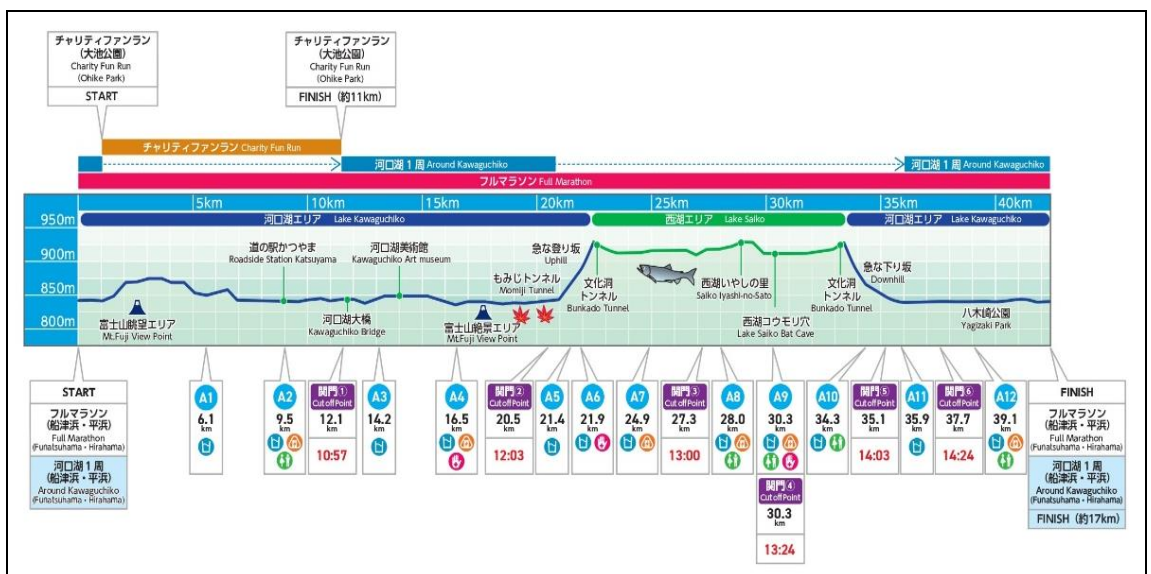 チャリティファンラン
(大池公園)
Charity Fun Run
(Ohike Park)
START
チャリティファンラン
(大池公園)
Charity Fun Run
(Ohike Park)
FINISH (約11km)
チャリティファンラン Charity Fun Run
河口湖1周 Around Kawaguchiko
河口湖1周 Around Kawaguchiko
フルマラソン Full Marathon
5km
10km
15km
20km
25km
30km
35km
40km
950m
900m
850m
800m
河口湖エリア Lake Kawaguchiko
西湖エリア Lake Saiko
河口湖エリア Lake Kawaguchiko
富士山眺望エリア
Mt.Fuji View Point
道の駅かつやま
Roadside Station Katsuyama
河口湖大橋
Kawaguchiko Bridge
河口湖美術館
Kawaguchiko Art museum
富士山絶景エリア
Mt.Fuji View Point
もみじトンネル
Momiji Tunnel
急な登り坂
Uphill
文化洞
トンネル
Bunkado Tunnel
西湖いやしの里
Saiko Iyashi-no-Sato
西湖コウモリ穴
Lake Saiko Bat Cave
文化洞
トンネル
Bunkado Tunnel
急な下り坂
Downhill
八木崎公園
Yagizaki Park
START
フルマラソン
(船津浜・平浜)
Full Marathon
(Funatsuhama・Hirahama)
河口湖1周
(船津浜・平浜)
Around Kawaguchiko
(Funatsuhama・Hirahama)
A1
6.1
km
A2
9.5
km
関門①
Cut off Point
12.1
km
10:57
A3
14.2
km
A4
16.5
km
関門②
Cut off Point
20.5
km
12:03
A5
21.4
km
A6
21.9
km
A7
24.9
km
関門③
Cut off Point
27.3
km
13:00
A8
28.0
km
A9
30.3
km
関門④
Cut off Point
30.3
km
13:24
A10
34.3
km
関門⑤
Cut off Point
35.1
km
14:03
A11
35.9
km
関門⑥
Cut off Point
37.7
km
14:24
A12
39.1
km
FINISH
フルマラソン
(船津浜・平浜)
Full Marathon
(Funatsuhama・Hirahama)
河口湖1周
(船津浜・平浜)
Around Kawaguchiko
(Funatsuhama・Hirahama)
FINISH (約17km)